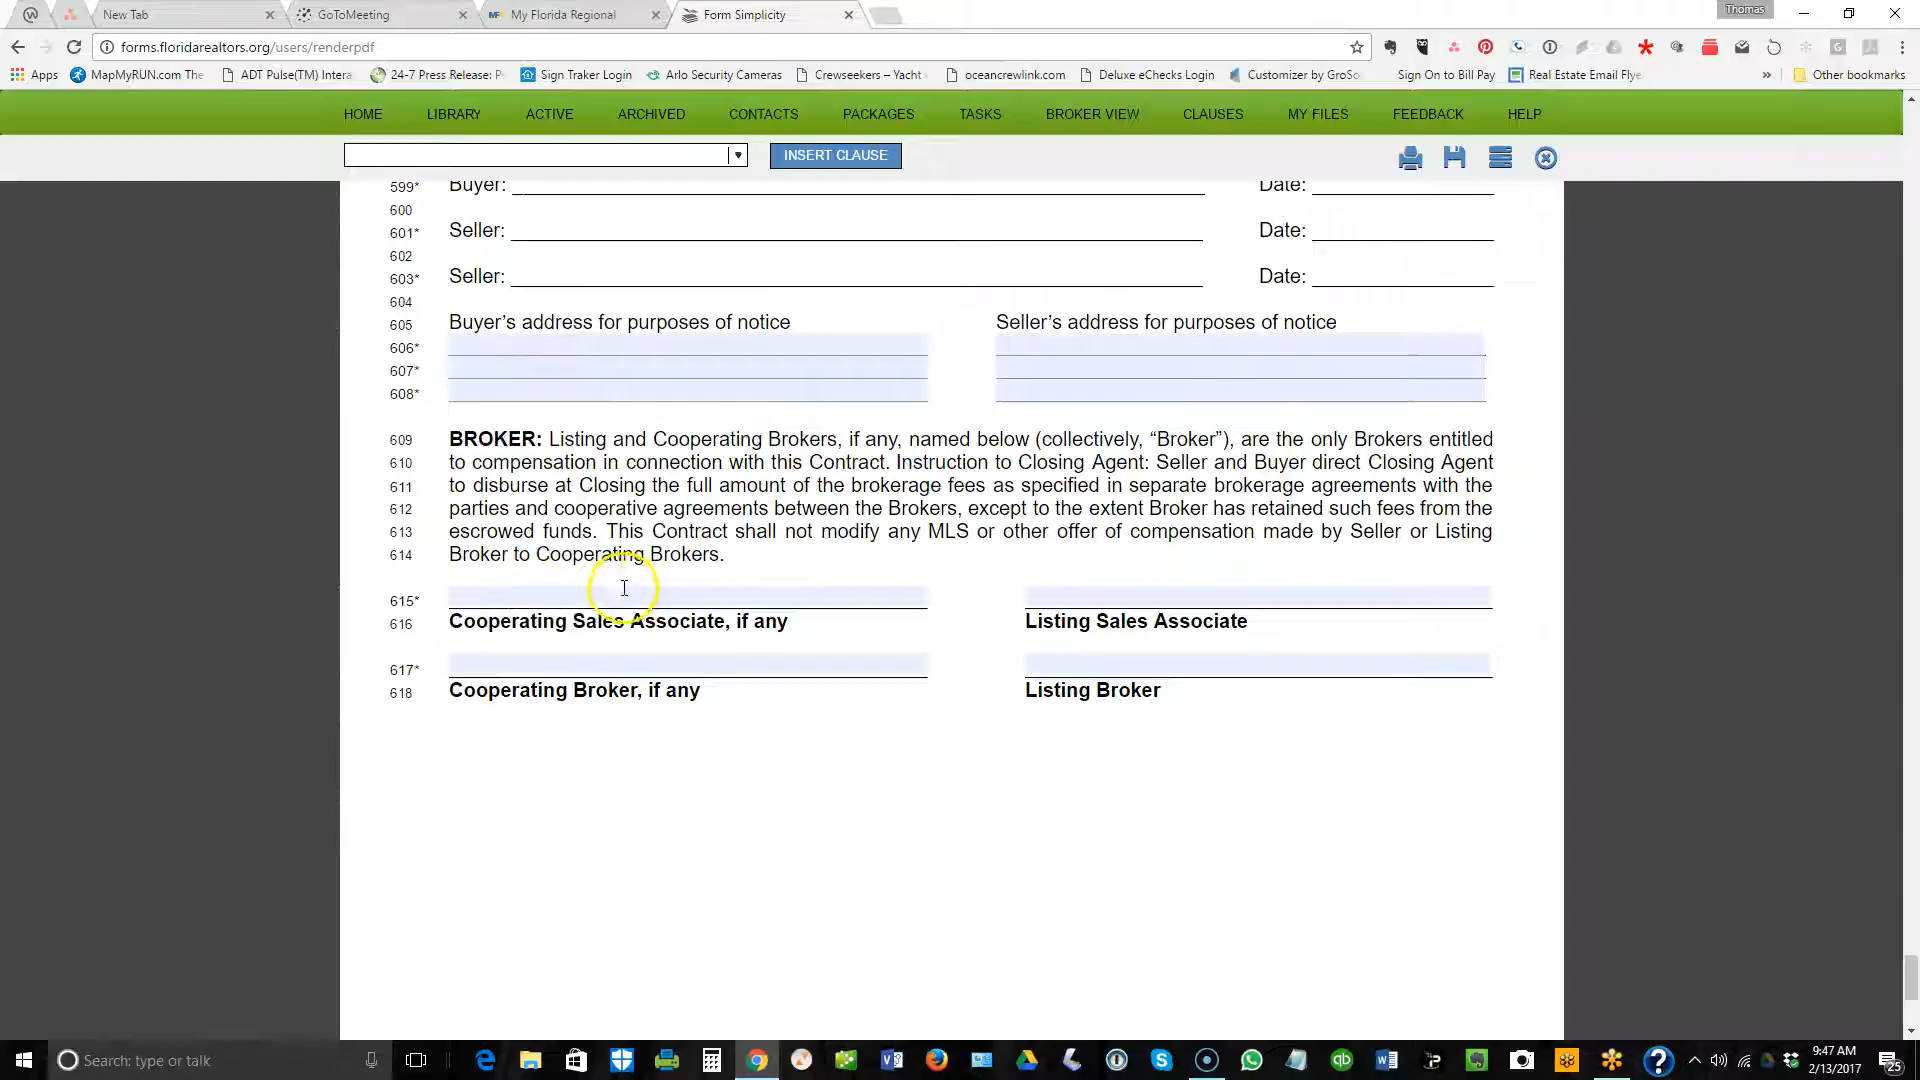 New Tab
GoToMeeting
My Florida Regional
Form Simplicity
Thomas
forms.floridarealtors.org/users/renderpdf
Apps
MapMyRUN.com The
ADT Pulse(TM) Intera
24-7 Press Release: P
Sign Traker Login
Arlo Security Cameras
Crewseekers – Yacht
oceancrewlink.com
Deluxe eChecks Login
Customizer by GroSo
Sign On to Bill Pay
Real Estate Email Flye
»
Other bookmarks
HOME LIBRARY ACTIVE ARCHIVED CONTACTS PACKAGES TASKS BROKER VIEW CLAUSES MY FILES FEEDBACK HELP
INSERT CLAUSE
599* Buyer: Date:
600
601* Seller: Date:
602
603* Seller: Date:
604
605 Buyer’s address for purposes of notice Seller’s address for purposes of notice
606*
607*
608*
609 BROKER: Listing and Cooperating Brokers, if any, named below (collectively, “Broker”), are the only Brokers entitled
610 to compensation in connection with this Contract. Instruction to Closing Agent: Seller and Buyer direct Closing Agent
611 to disburse at Closing the full amount of the brokerage fees as specified in separate brokerage agreements with the
612 parties and cooperative agreements between the Brokers, except to the extent Broker has retained such fees from the
613 escrowed funds. This Contract shall not modify any MLS or other offer of compensation made by Seller or Listing
614 Broker to Cooperating Brokers.
615*
616 Cooperating Sales Associate, if any Listing Sales Associate
617*
618 Cooperating Broker, if any Listing Broker
Search: type or talk
9:47 AM
2/13/2017
25